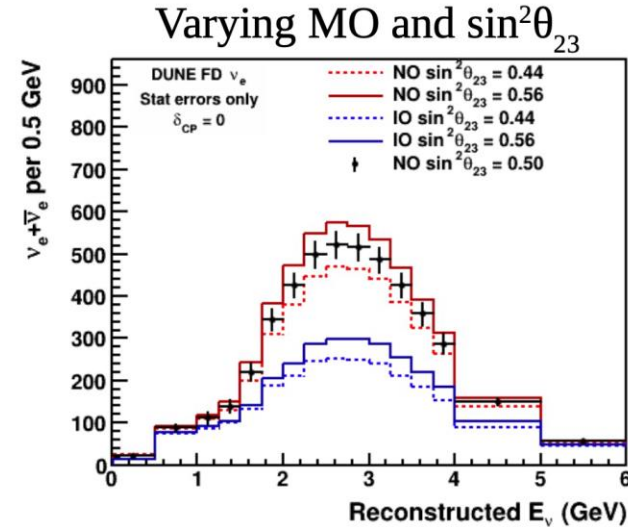 Varying MO and sin²θ₂₃
DUNE FD νₑ
Stat errors only
δ_CP = 0
NO sin²θ₂₃ = 0.44
NO sin²θ₂₃ = 0.56
IO sin²θ₂₃ = 0.44
IO sin²θ₂₃ = 0.56
NO sin²θ₂₃ = 0.50
νₑ+ν̄ₑ per 0.5 GeV
900
800
700
600
500
400
300
200
100
0
0 1 2 3 4 5 6
Reconstructed E_ν (GeV)